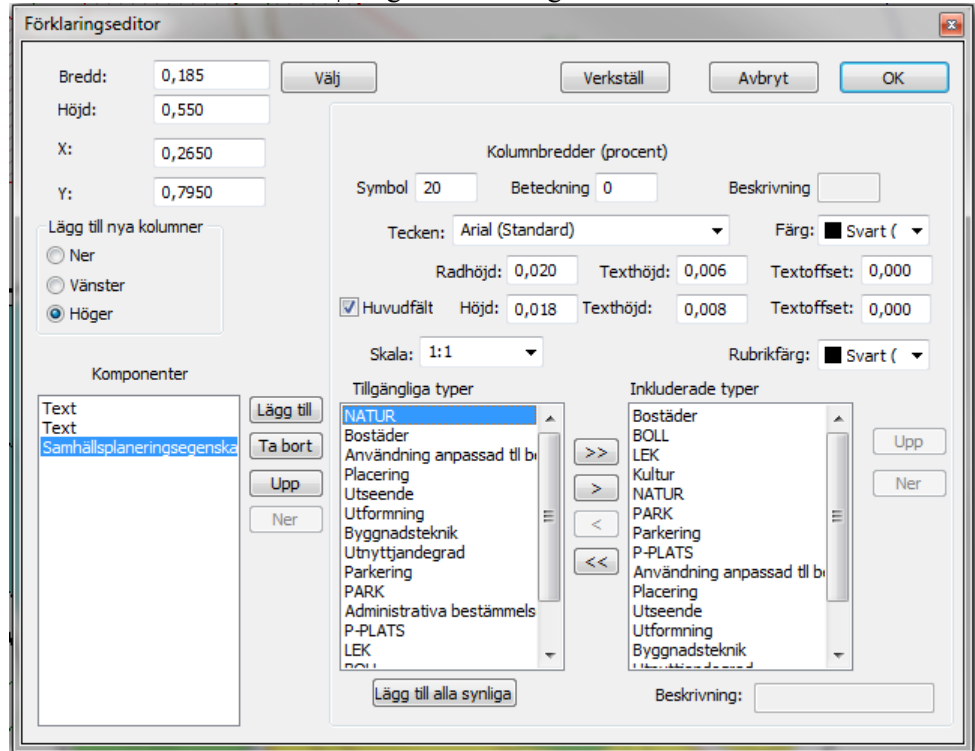 Förklaringseditor
Bredd: 0,185 Välj Verkställ Avbryt OK
Höjd: 0,550
X: 0,2650
Kolumnbredder (procent)
Y: 0,7950
Symbol 20 Beteckning 0 Beskrivning
Lägg till nya kolumner
Ner
Vänster
Höger
Tecken: Arial (Standard) Färg: Svart (
Radhöjd: 0,020 Texthöjd: 0,006 Textoffset: 0,000
Huvudfält Höjd: 0,018 Texthöjd: 0,008 Textoffset: 0,000
Skala: 1:1 Rubrikfärg: Svart (
Komponenter
Text
Text
Samhällsplaneringsegenska
Lägg till
Ta bort
Upp
Ner
Tillgängliga typer
NATUR
Bostäder
Användning anpassad tll be
Placering
Utseende
Utformning
Byggnadsteknik
Utnyttjandegrad
Parkering
PARK
Administrativa bestämmels
P-PLATS
LEK
BOLL
>>
>
<
<<
Inkluderade typer
Bostäder
BOLL
LEK
Kultur
NATUR
PARK
Parkering
P-PLATS
Användning anpassad tll be
Placering
Utseende
Utformning
Byggnadsteknik
Utnyttjandegrad
Upp
Ner
Lägg till alla synliga
Beskrivning: